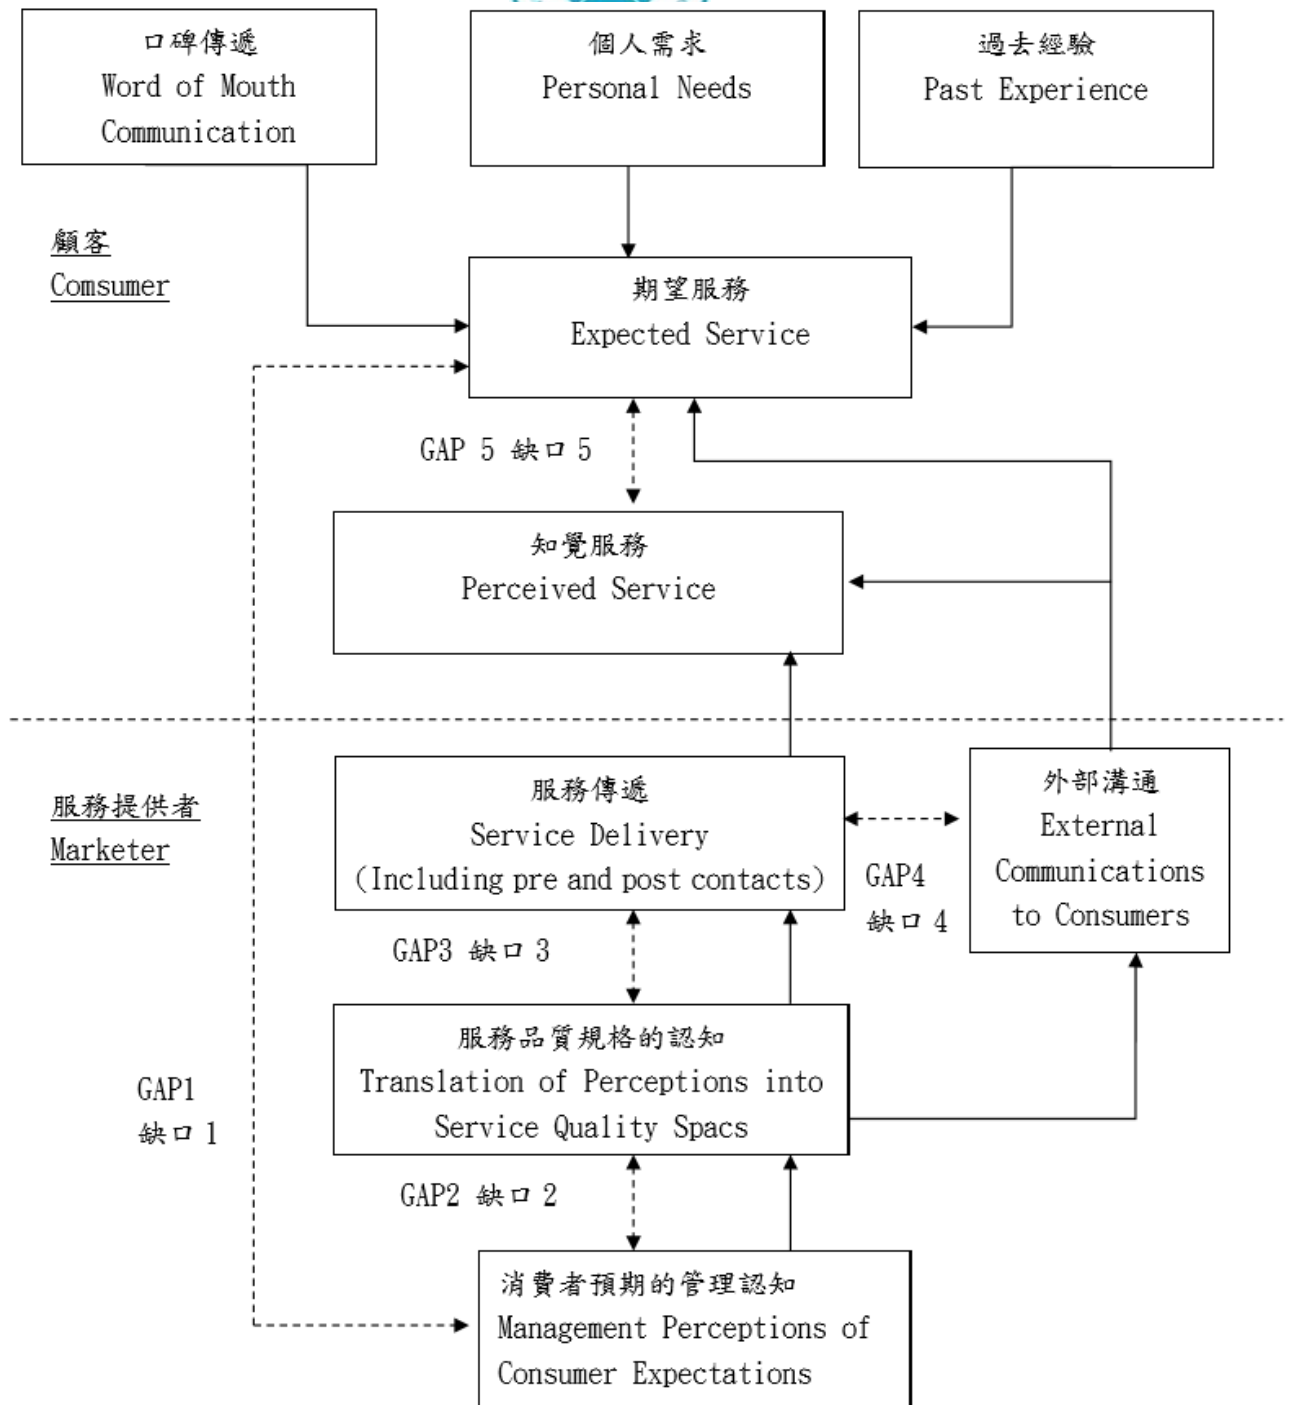 口碑傳遞
Word of Mouth
Communication
個人需求
Personal Needs
過去經驗
Past Experience
顧客
Comsumer
期望服務
Expected Service
GAP 5 缺口 5
知覺服務
Perceived Service
服務提供者
Marketer
服務傳遞
Service Delivery
(Including pre and post contacts)
GAP4
缺口 4
外部溝通
External
Communications
to Consumers
GAP3 缺口 3
服務品質規格的認知
Translation of Perceptions into
Service Quality Spacs
GAP1
缺口 1
GAP2 缺口 2
消費者預期的管理認知
Management Perceptions of
Consumer Expectations